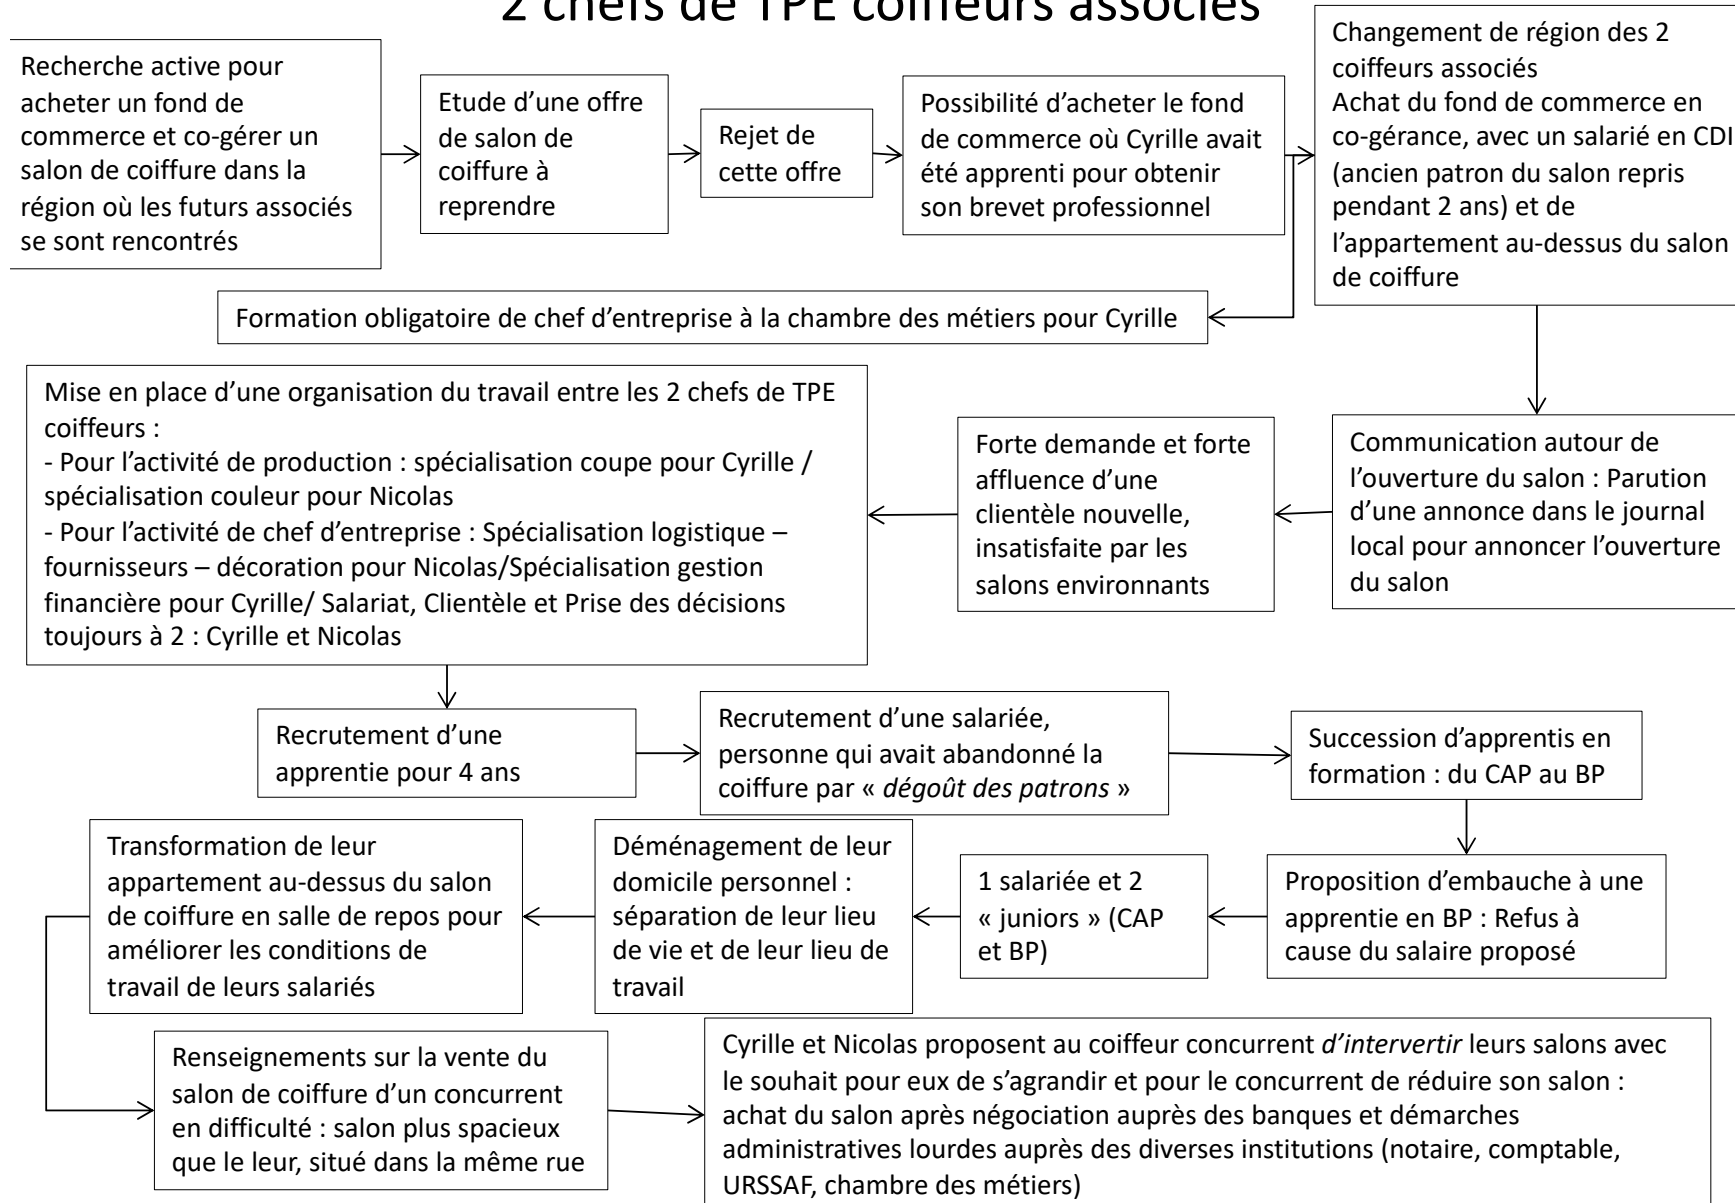 2 chefs de TPE coiffeurs associés
Recherche active pour
acheter un fond de
commerce et co-gérer un
salon de coiffure dans la
région où les futurs associés
se sont rencontrés
Etude d’une offre
de salon de
coiffure à
reprendre
Rejet de
cette offre
Possibilité d’acheter le fond
de commerce où Cyrille avait
été apprenti pour obtenir
son brevet professionnel
Changement de région des 2
coiffeurs associés
Achat du fond de commerce en
co-gérance, avec un salarié en CDI
(ancien patron du salon repris
pendant 2 ans) et de
l’appartement au-dessus du salon
de coiffure
Formation obligatoire de chef d’entreprise à la chambre des métiers pour Cyrille
Communication autour de
l’ouverture du salon : Parution
d’une annonce dans le journal
local pour annoncer l’ouverture
du salon
Forte demande et forte
affluence d’une
clientèle nouvelle,
insatisfaite par les
salons environnants
Mise en place d’une organisation du travail entre les 2 chefs de TPE
coiffeurs :
- Pour l’activité de production : spécialisation coupe pour Cyrille /
spécialisation couleur pour Nicolas
- Pour l’activité de chef d’entreprise : Spécialisation logistique –
fournisseurs – décoration pour Nicolas/Spécialisation gestion
financière pour Cyrille/ Salariat, Clientèle et Prise des décisions
toujours à 2 : Cyrille et Nicolas
Recrutement d’une
apprentie pour 4 ans
Recrutement d’une salariée,
personne qui avait abandonné la
coiffure par « dégoût des patrons »
Succession d’apprentis en
formation : du CAP au BP
Proposition d’embauche à une
apprentie en BP : Refus à
cause du salaire proposé
1 salariée et 2
« juniors » (CAP
et BP)
Déménagement de leur
domicile personnel :
séparation de leur lieu
de vie et de leur lieu de
travail
Transformation de leur
appartement au-dessus du salon
de coiffure en salle de repos pour
améliorer les conditions de
travail de leurs salariés
Renseignements sur la vente du
salon de coiffure d’un concurrent
en difficulté : salon plus spacieux
que le leur, situé dans la même rue
Cyrille et Nicolas proposent au coiffeur concurrent d’intervertir leurs salons avec
le souhait pour eux de s’agrandir et pour le concurrent de réduire son salon :
achat du salon après négociation auprès des banques et démarches
administratives lourdes auprès des diverses institutions (notaire, comptable,
URSSAF, chambre des métiers)